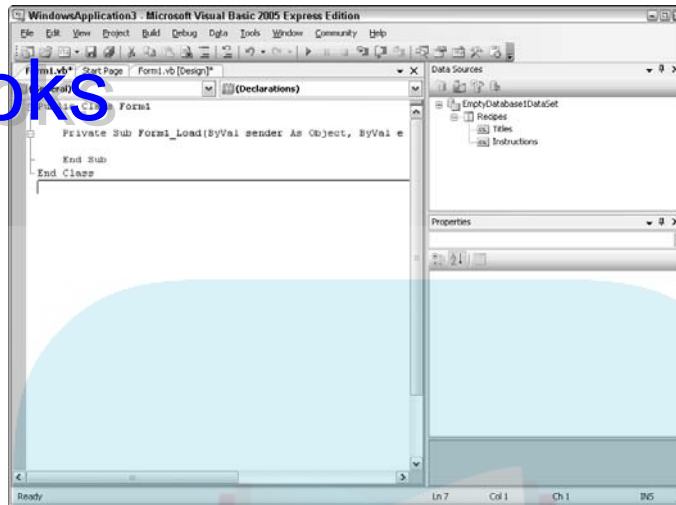 WindowsApplication3 - Microsoft Visual Basic 2005 Express Edition
File Edit View Project Build Debug Data Tools Window Community Help
Form1.vb* Start Page Form1.vb [Design]*
(Declarations)
oks
Public Class Form1
Private Sub Form1_Load(ByVal sender As Object, ByVal e
End Sub
End Class
Data Sources
EmptyDatabase1DataSet
Recipes
Titles
Instructions
Properties
Ready Ln 7 Col 1 Ch 1 INS